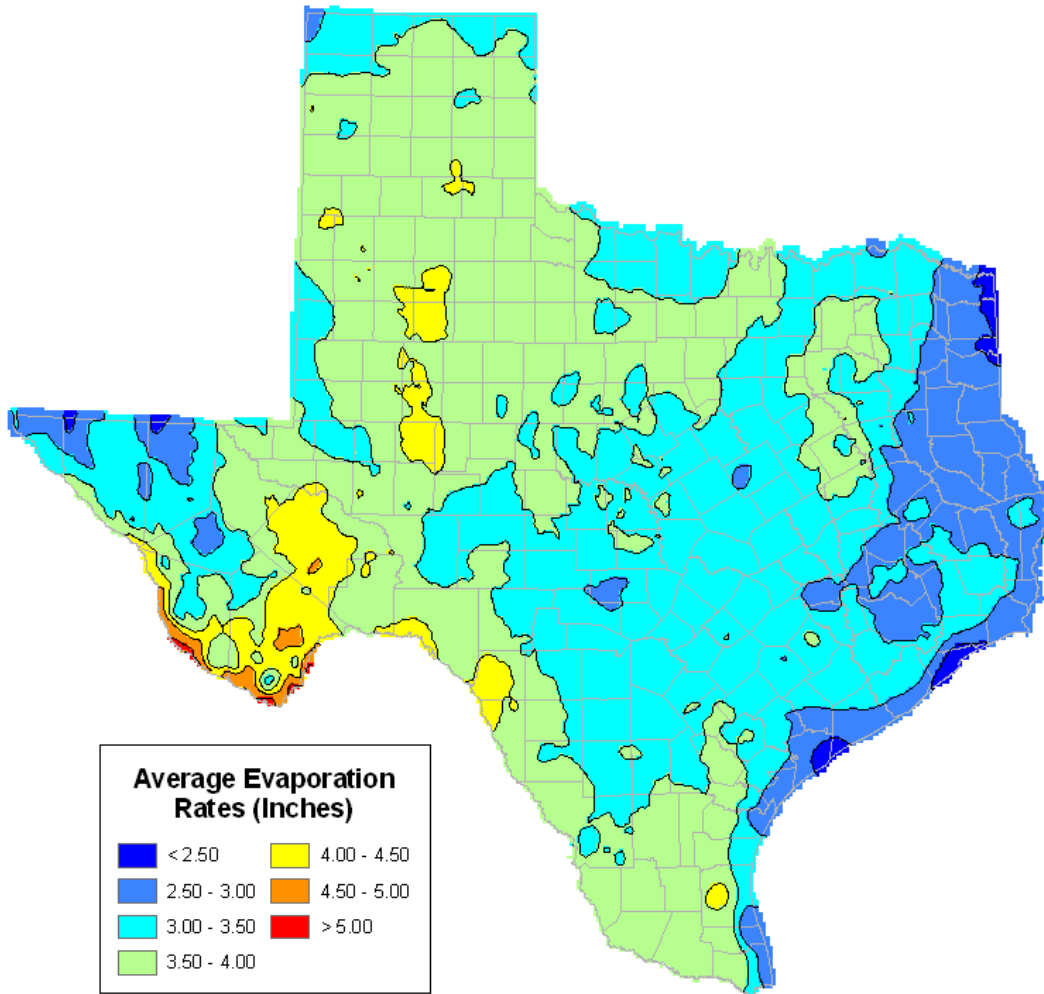 Average Evaporation
Rates (Inches)
< 2.50
2.50 - 3.00
3.00 - 3.50
3.50 - 4.00
4.00 - 4.50
4.50 - 5.00
> 5.00